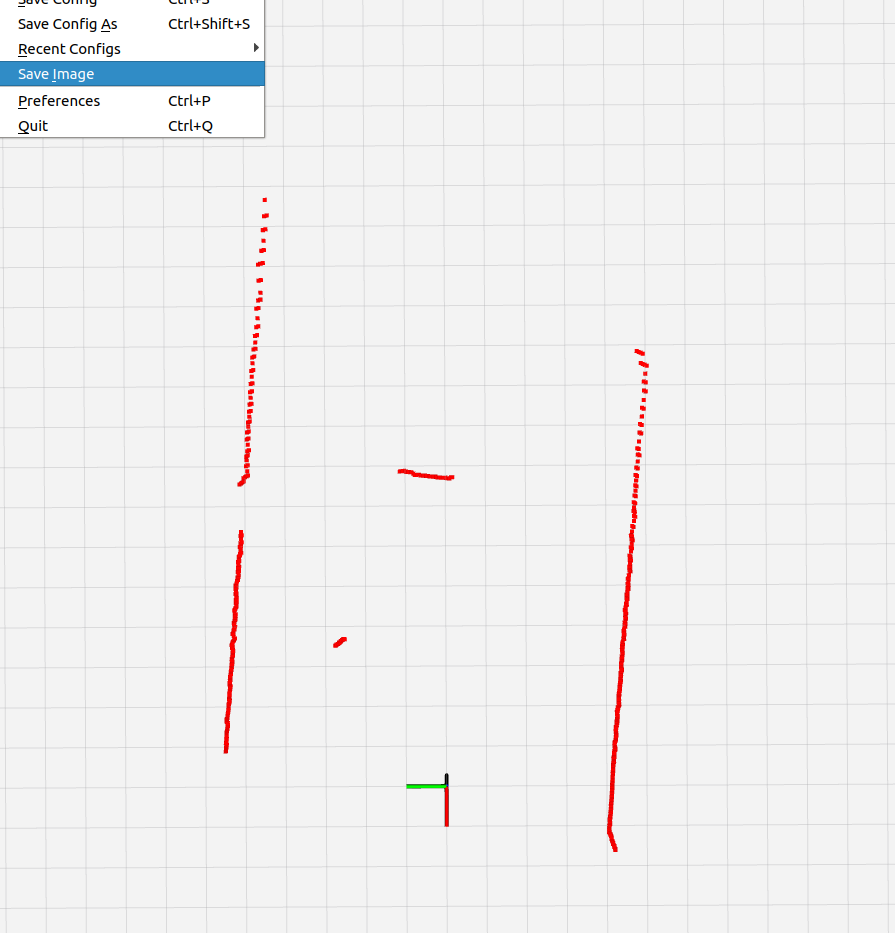 Save Config Ctrl+S
Save Config As Ctrl+Shift+S
Recent Configs
Save Image
Preferences Ctrl+P
Quit Ctrl+Q